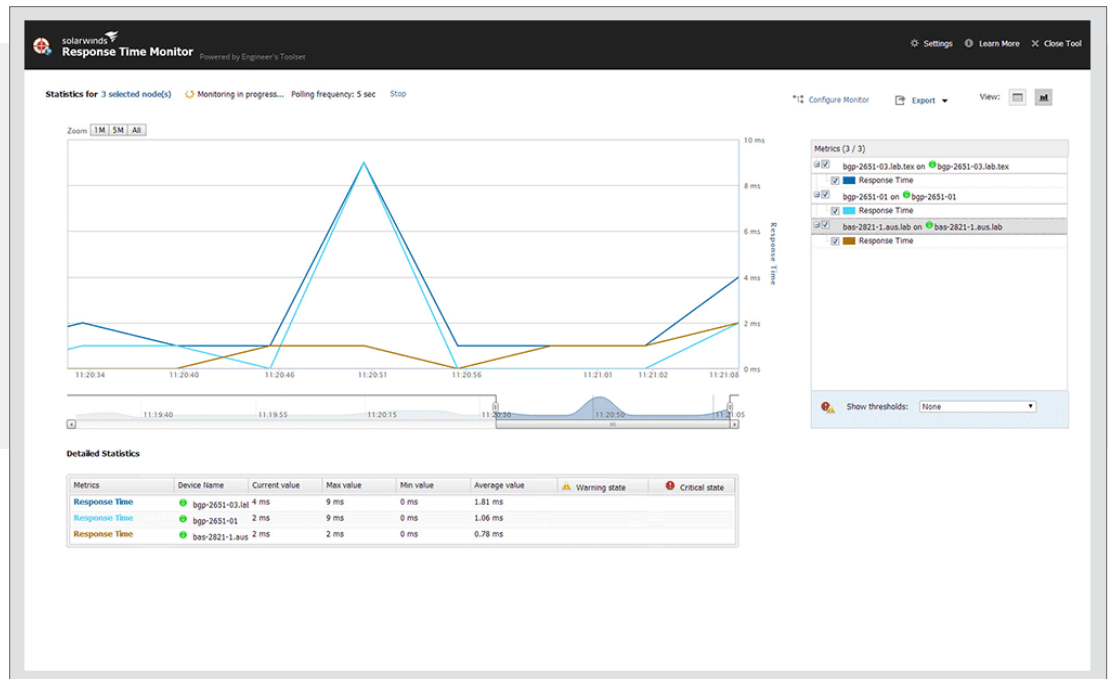 solarwinds
Response Time Monitor Powered by Engineer's Toolset
Settings Learn More Close Tool
Statistics for 3 selected node(s) Monitoring in progress... Polling frequency: 5 sec Stop
Configure Monitor Export View:
Zoom 1M 5M All
10 ms
8 ms
6 ms
4 ms
2 ms
0 ms
Response Time
11:20:34 11:20:40 11:20:46 11:20:51 11:20:56 11:21:01 11:21:02 11:21:08
11:19:40 11:19:55 11:20:15 11:20:30 11:20:50 11:21:05
Metrics (3 / 3)
bgp-2651-03.lab.tex on bgp-2651-03.lab.tex
Response Time
bgp-2651-01 on bgp-2651-01
Response Time
bas-2821-1.aus.lab on bas-2821-1.aus.lab
Response Time
Show thresholds: None
Detailed Statistics
Metrics Device Name Current value Max value Min value Average value Warning state Critical state
Response Time bgp-2651-03.lal 4 ms 9 ms 0 ms 1.81 ms
Response Time bgp-2651-01 2 ms 9 ms 0 ms 1.06 ms
Response Time bas-2821-1.aus 2 ms 2 ms 0 ms 0.78 ms